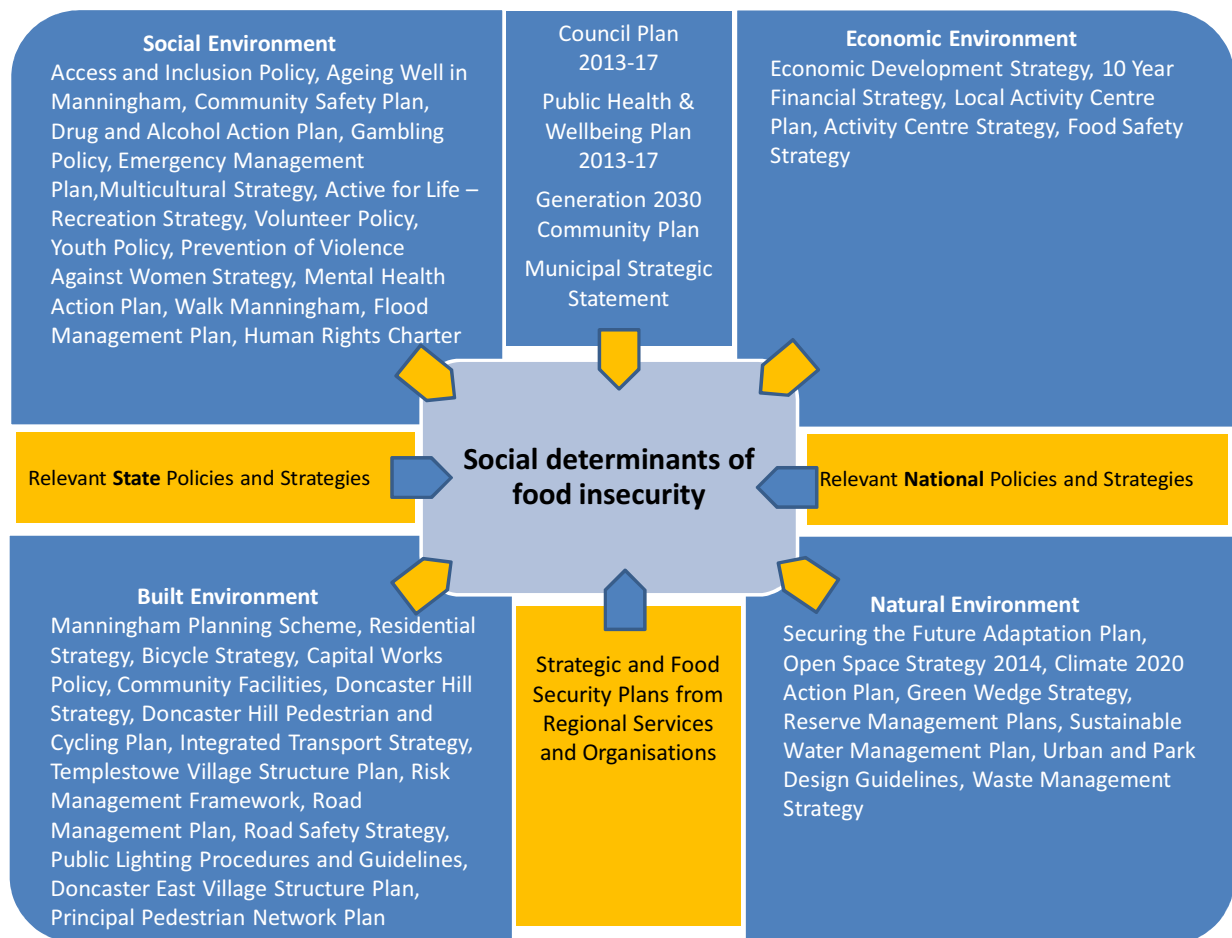 Social Environment
Access and Inclusion Policy, Ageing Well in
Manningham, Community Safety Plan,
Drug and Alcohol Action Plan, Gambling
Policy, Emergency Management
Plan,Multicultural Strategy, Active for Life –
Recreation Strategy, Volunteer Policy,
Youth Policy, Prevention of Violence
Against Women Strategy, Mental Health
Action Plan, Walk Manningham, Flood
Management Plan, Human Rights Charter
Council Plan
2013-17
Public Health &
Wellbeing Plan
2013-17
Generation 2030
Community Plan
Municipal Strategic
Statement
Economic Environment
Economic Development Strategy, 10 Year
Financial Strategy, Local Activity Centre
Plan, Activity Centre Strategy, Food Safety
Strategy
Relevant State Policies and Strategies
Social determinants of
food insecurity
Relevant National Policies and Strategies
Built Environment
Manningham Planning Scheme, Residential
Strategy, Bicycle Strategy, Capital Works
Policy, Community Facilities, Doncaster Hill
Strategy, Doncaster Hill Pedestrian and
Cycling Plan, Integrated Transport Strategy,
Templestowe Village Structure Plan, Risk
Management Framework, Road
Management Plan, Road Safety Strategy,
Public Lighting Procedures and Guidelines,
Doncaster East Village Structure Plan,
Principal Pedestrian Network Plan
Strategic and Food
Security Plans from
Regional Services
and Organisations
Natural Environment
Securing the Future Adaptation Plan,
Open Space Strategy 2014, Climate 2020
Action Plan, Green Wedge Strategy,
Reserve Management Plans, Sustainable
Water Management Plan, Urban and Park
Design Guidelines, Waste Management
Strategy